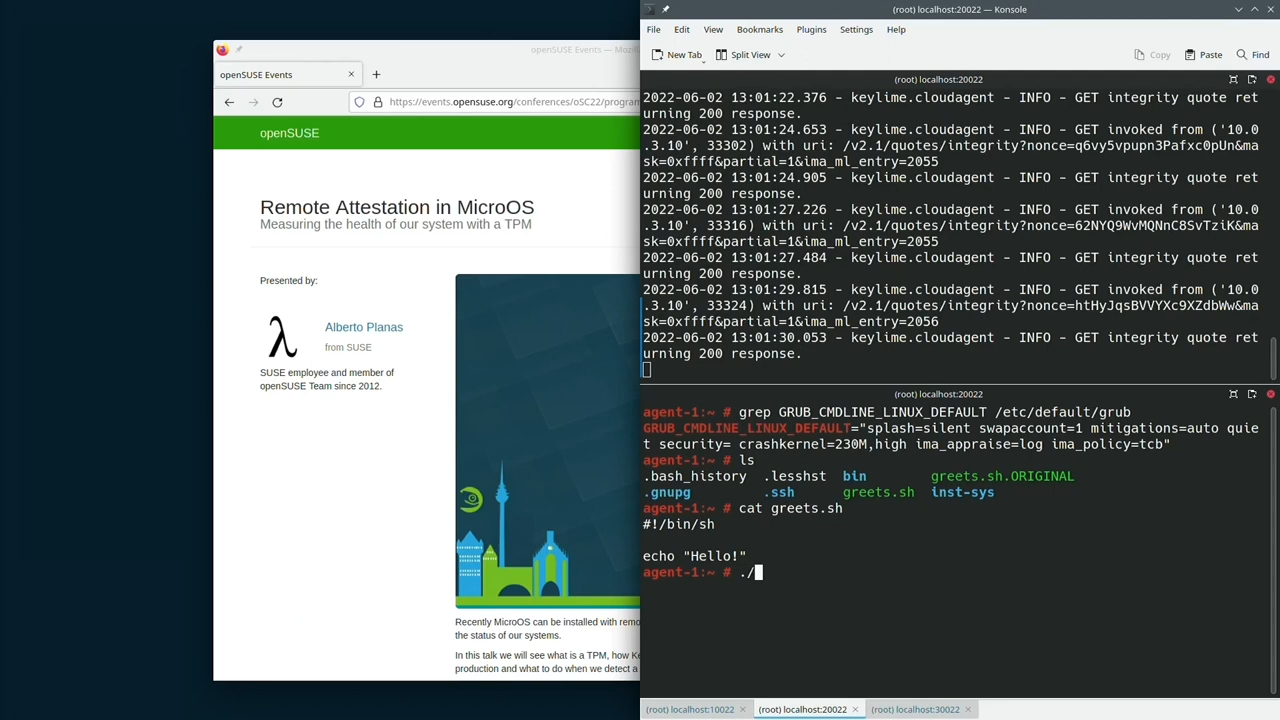 openSUSE Events — Mozil
openSUSE Events
https://events.opensuse.org/conferences/oSC22/program
openSUSE
Remote Attestation in MicroOS
Measuring the health of our system with a TPM
Presented by:
λ
Alberto Planas
from SUSE
SUSE employee and member of
openSUSE Team since 2012.
Recently MicroOS can be installed with remo
the status of our systems.
In this talk we will see what is a TPM, how Ke
production and what to do when we detect a
(root) localhost:20022 — Konsole
File Edit View Bookmarks Plugins Settings Help
New Tab Split View Copy Paste Find
(root) localhost:20022
2022-06-02 13:01:22.376 - keylime.cloudagent - INFO - GET integrity quote ret
urning 200 response.
2022-06-02 13:01:24.653 - keylime.cloudagent - INFO - GET invoked from ('10.0
.3.10', 33302) with uri: /v2.1/quotes/integrity?nonce=q6vy5vpupn3Pafxc0pUn&ma
sk=0xffff&partial=1&ima_ml_entry=2055
2022-06-02 13:01:24.905 - keylime.cloudagent - INFO - GET integrity quote ret
urning 200 response.
2022-06-02 13:01:27.226 - keylime.cloudagent - INFO - GET invoked from ('10.0
.3.10', 33316) with uri: /v2.1/quotes/integrity?nonce=62NYQ9WvMQNnC8SvTziK&ma
sk=0xffff&partial=1&ima_ml_entry=2055
2022-06-02 13:01:27.484 - keylime.cloudagent - INFO - GET integrity quote ret
urning 200 response.
2022-06-02 13:01:29.815 - keylime.cloudagent - INFO - GET invoked from ('10.0
.3.10', 33324) with uri: /v2.1/quotes/integrity?nonce=htHyJqsBVVYXc9XZdbWw&ma
sk=0xffff&partial=1&ima_ml_entry=2056
2022-06-02 13:01:30.053 - keylime.cloudagent - INFO - GET integrity quote ret
urning 200 response.
(root) localhost:20022
agent-1:~ # grep GRUB_CMDLINE_LINUX_DEFAULT /etc/default/grub
GRUB_CMDLINE_LINUX_DEFAULT="splash=silent swapaccount=1 mitigations=auto quie
t security= crashkernel=230M,high ima_appraise=log ima_policy=tcb"
agent-1:~ # ls
.bash_history .lesshst bin greets.sh.ORIGINAL
.gnupg .ssh greets.sh inst-sys
agent-1:~ # cat greets.sh
#!/bin/sh
echo "Hello!"
agent-1:~ # ./
(root) localhost:10022 (root) localhost:20022 (root) localhost:30022